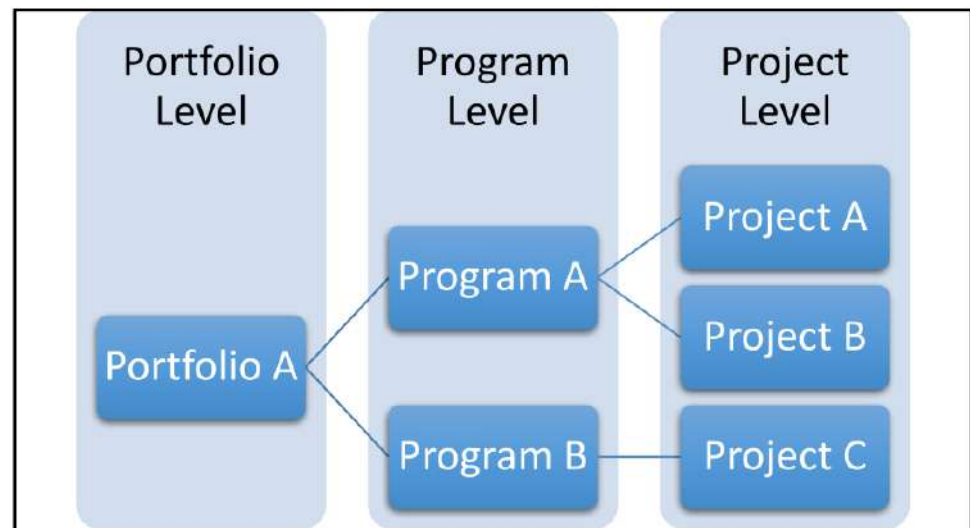 Portfolio
Level
Program
Level
Project
Level
Portfolio A
Program A
Program B
Project A
Project B
Project C